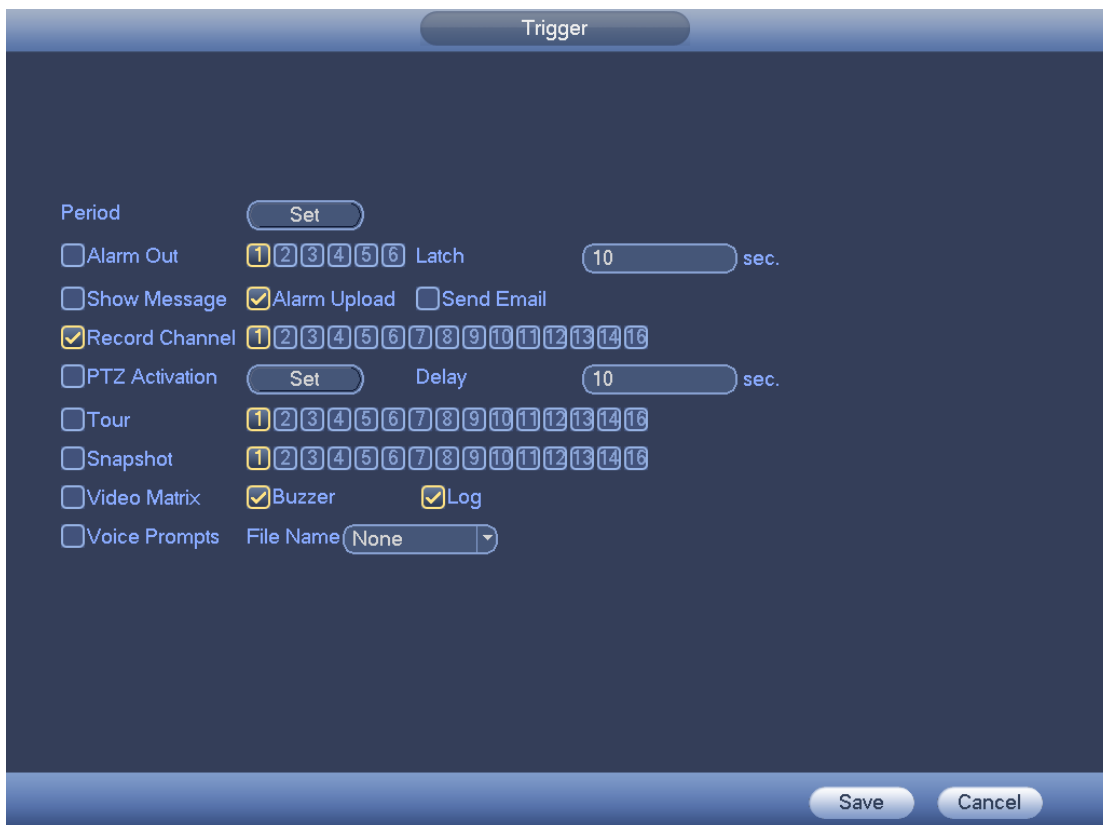 Trigger
Period Set
Alarm Out 1 2 3 4 5 6 Latch 10 sec.
Show Message Alarm Upload Send Email
Record Channel 1 2 3 4 5 6 7 8 9 10 11 12 13 14 16
PTZ Activation Set Delay 10 sec.
Tour 1 2 3 4 5 6 7 8 9 10 11 12 13 14 16
Snapshot 1 2 3 4 5 6 7 8 9 10 11 12 13 14 16
Video Matrix Buzzer Log
Voice Prompts File Name None
Save Cancel